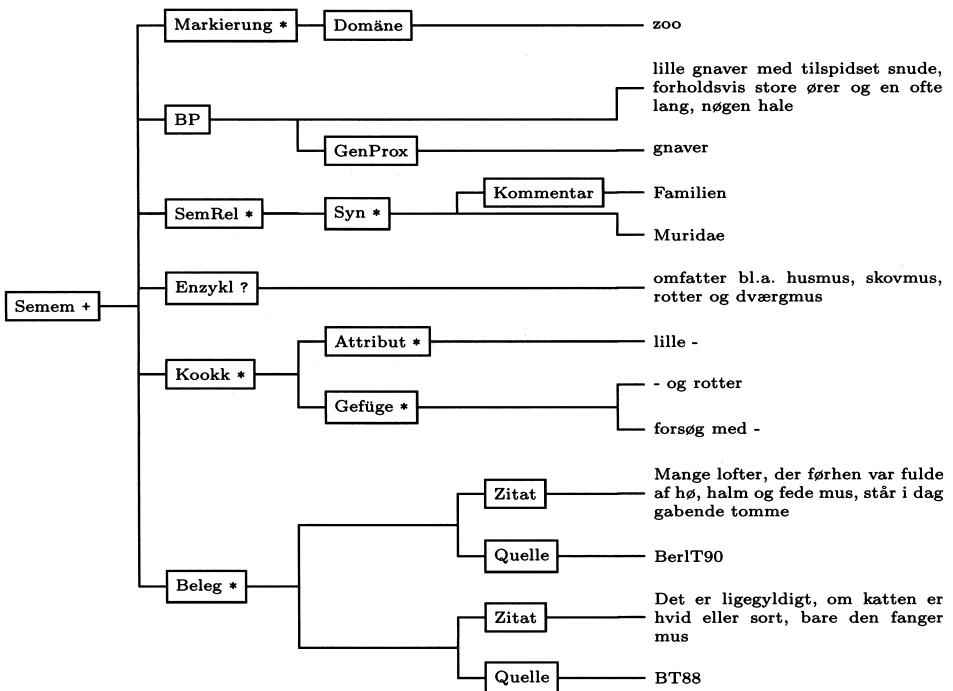 Markierung * Domäne zoo
lille gnaver med tilspidset snude,
forholdsvis store ører og en ofte
lang, nøgen hale
BP
GenProx gnaver
Kommentar Familien
SemRel * Syn *
Muridae
omfatter bl.a. husmus, skovmus,
rotter og dværgmus
Enzykl ?
Semem +
Attribut * lille -
Kookk *
- og rotter
Gefüge *
forsøg med -
Mange lofter, der førhen var fulde
af hø, halm og fede mus, står i dag
gabende tomme
Zitat
Quelle BerlT90
Beleg *
Det er ligegyldigt, om katten er
hvid eller sort, bare den fanger
mus
Zitat
Quelle BT88